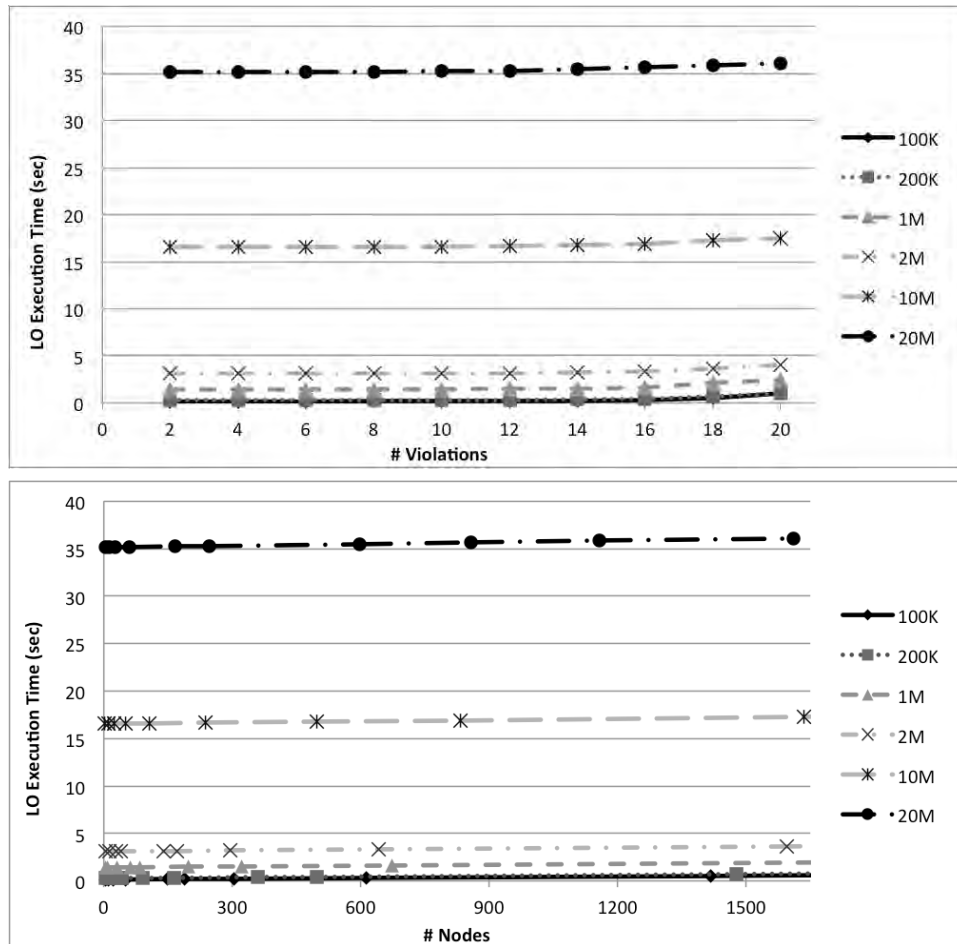 40
35
30
25
20
15
10
5
0
LO Execution Time (sec)
0 2 4 6 8 10 12 14 16 18 20
# Violations
100K
200K
1M
2M
10M
20M
40
35
30
25
20
15
10
5
0
LO Execution Time (sec)
0 300 600 900 1200 1500
# Nodes
100K
200K
1M
2M
10M
20M